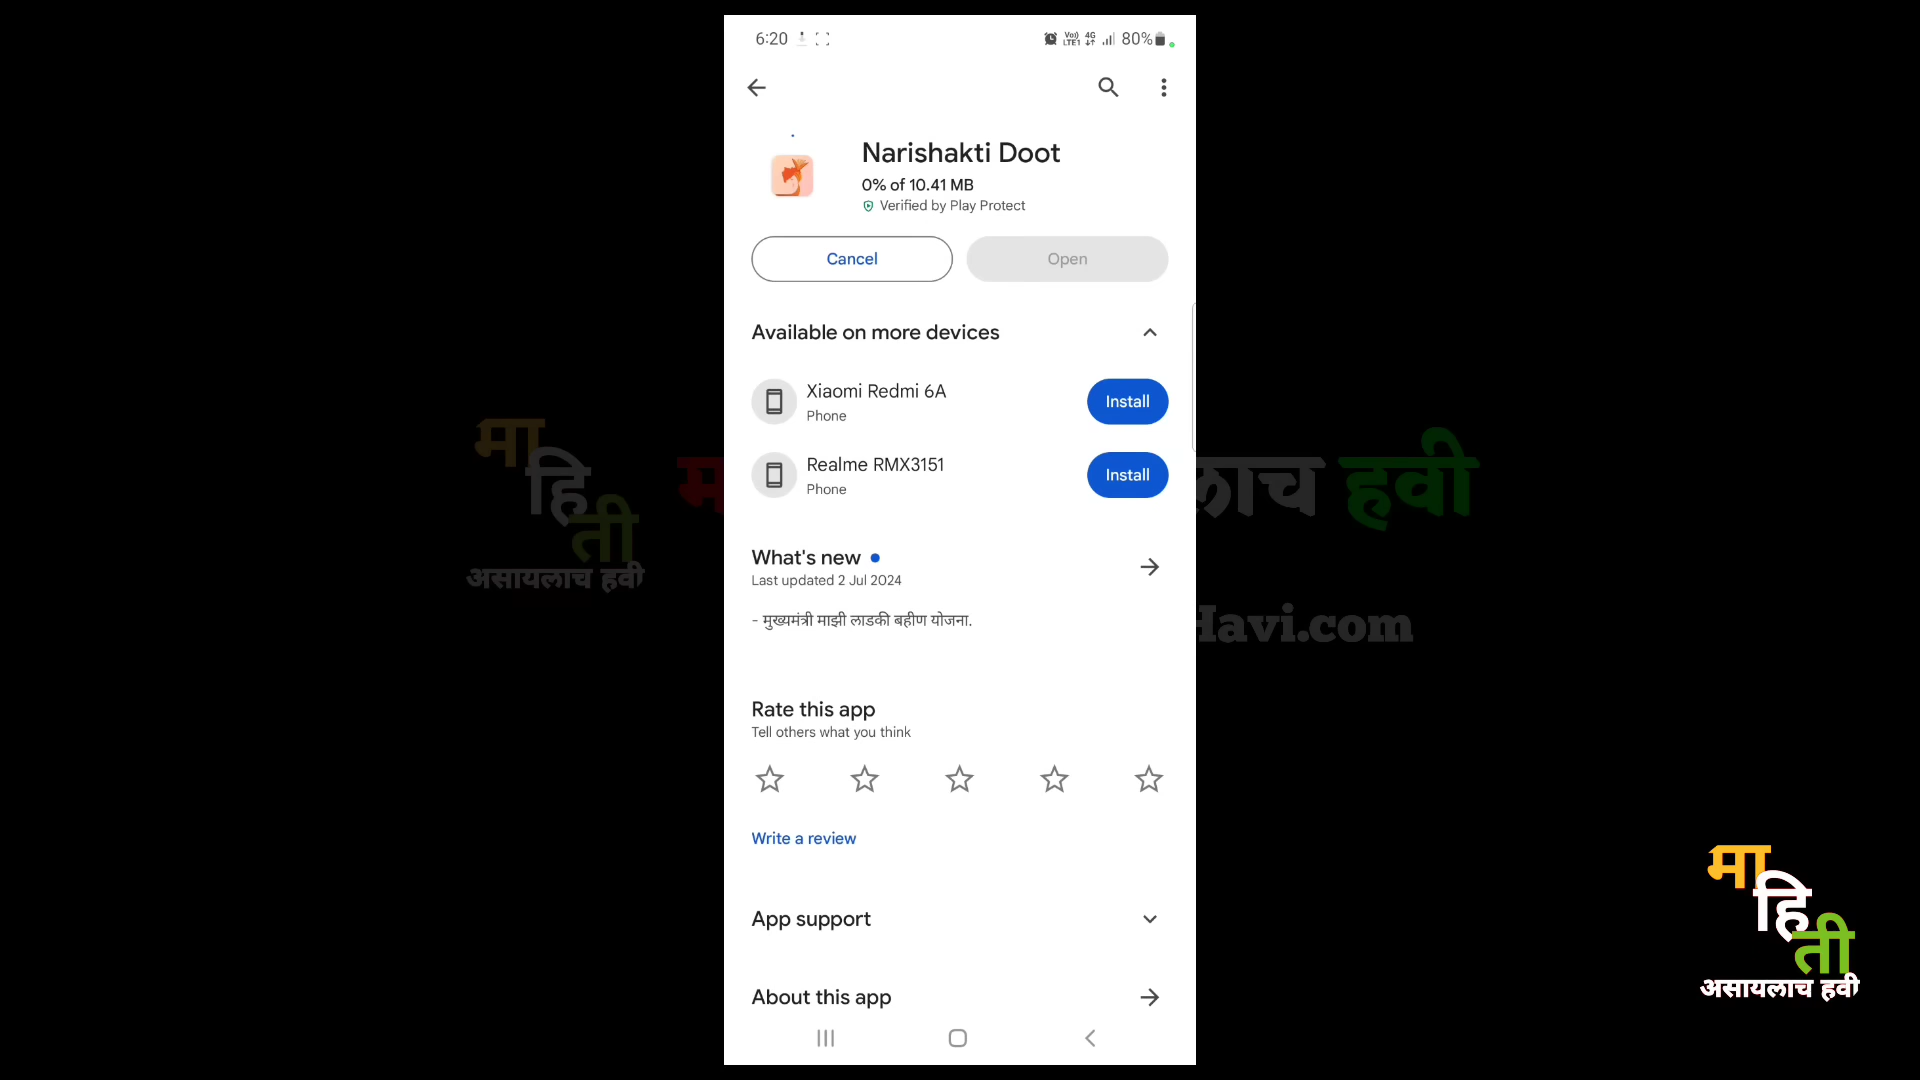 6:20
Vo) LTE1 4G 80%
Narishakti Doot
0% of 10.41 MB
Verified by Play Protect
Cancel
Open
Available on more devices
Xiaomi Redmi 6A
Phone
Install
Realme RMX3151
Phone
Install
What's new
Last updated 2 Jul 2024
- मुख्यमंत्री माझी लाडकी बहीण योजना.
Rate this app
Tell others what you think
Write a review
App support
About this app
माहिती
असायलाच हवी
लाच हवी
Havi.com
माहिती
असायलाच हवी